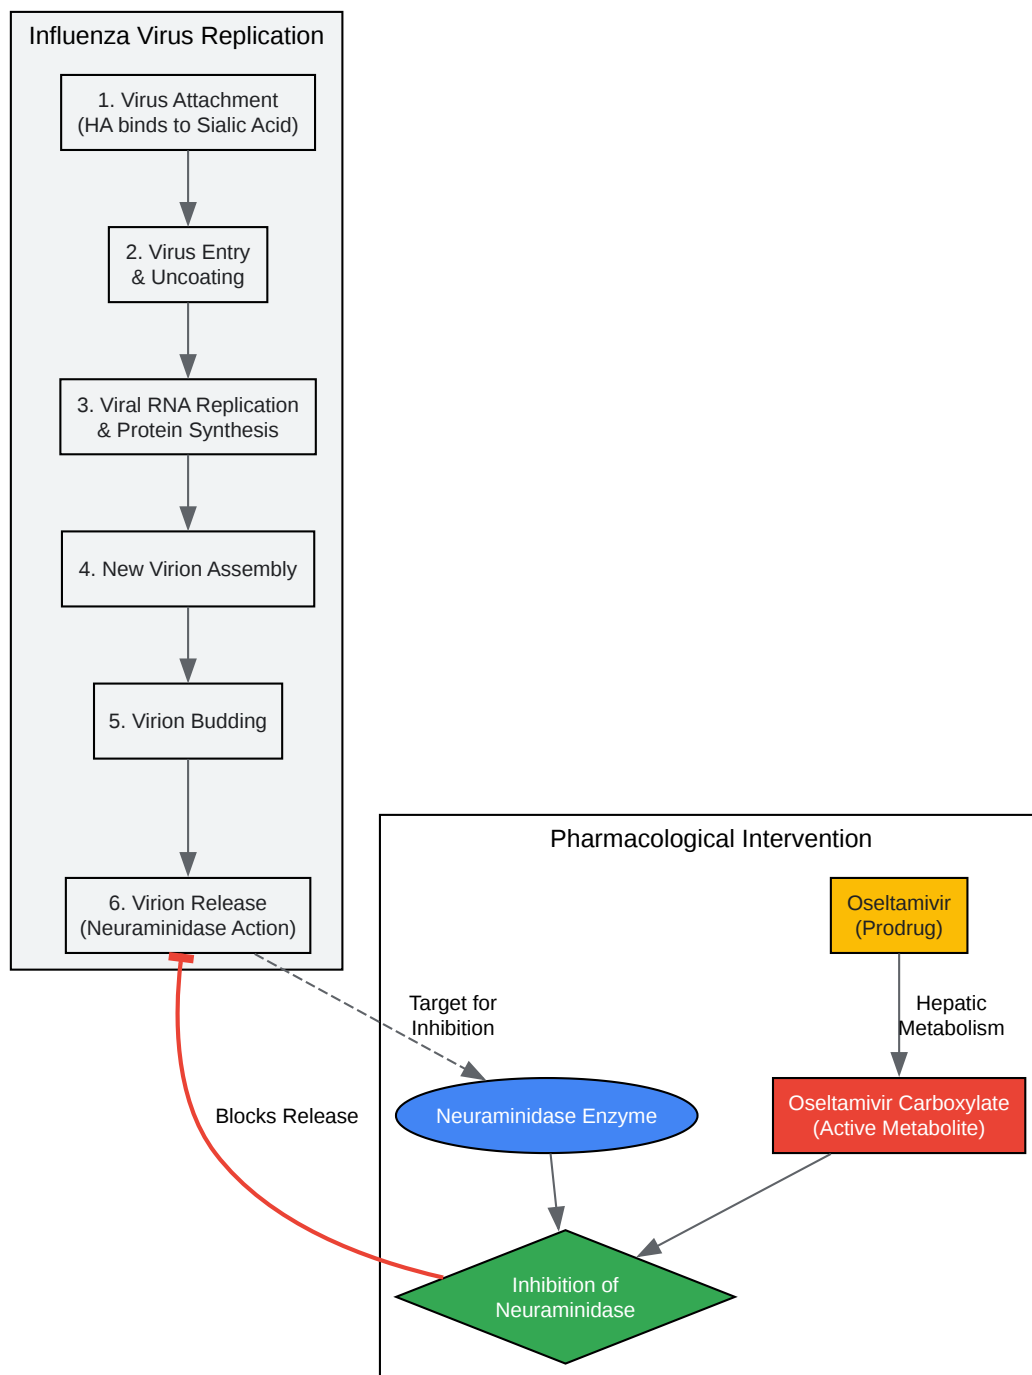 Influenza Virus Replication
1. Virus Attachment
(HA binds to Sialic Acid)
2. Virus Entry
& Uncoating
3. Viral RNA Replication
& Protein Synthesis
4. New Virion Assembly
5. Virion Budding
6. Virion Release
(Neuraminidase Action)
Pharmacological Intervention
Oseltamivir
(Prodrug)
Target for
Inhibition
Hepatic
Metabolism
Blocks Release
Neuraminidase Enzyme
Oseltamivir Carboxylate
(Active Metabolite)
Inhibition of
Neuraminidase